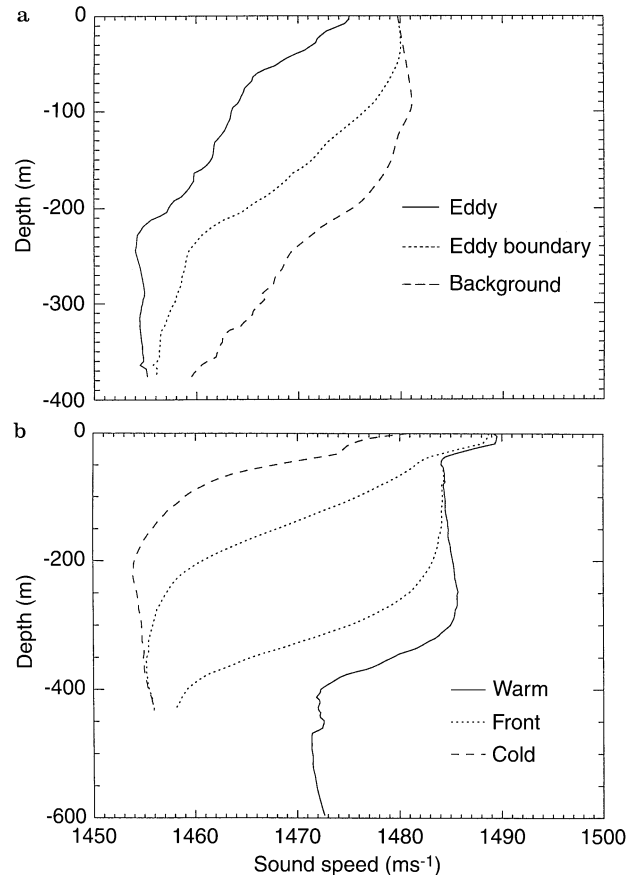 a
0
-100
-200
-300
-400
Depth (m)
Eddy
Eddy boundary
Background
b
0
-200
-400
-600
Depth (m)
Warm
Front
Cold
1450 1460 1470 1480 1490 1500
Sound speed (ms-1)